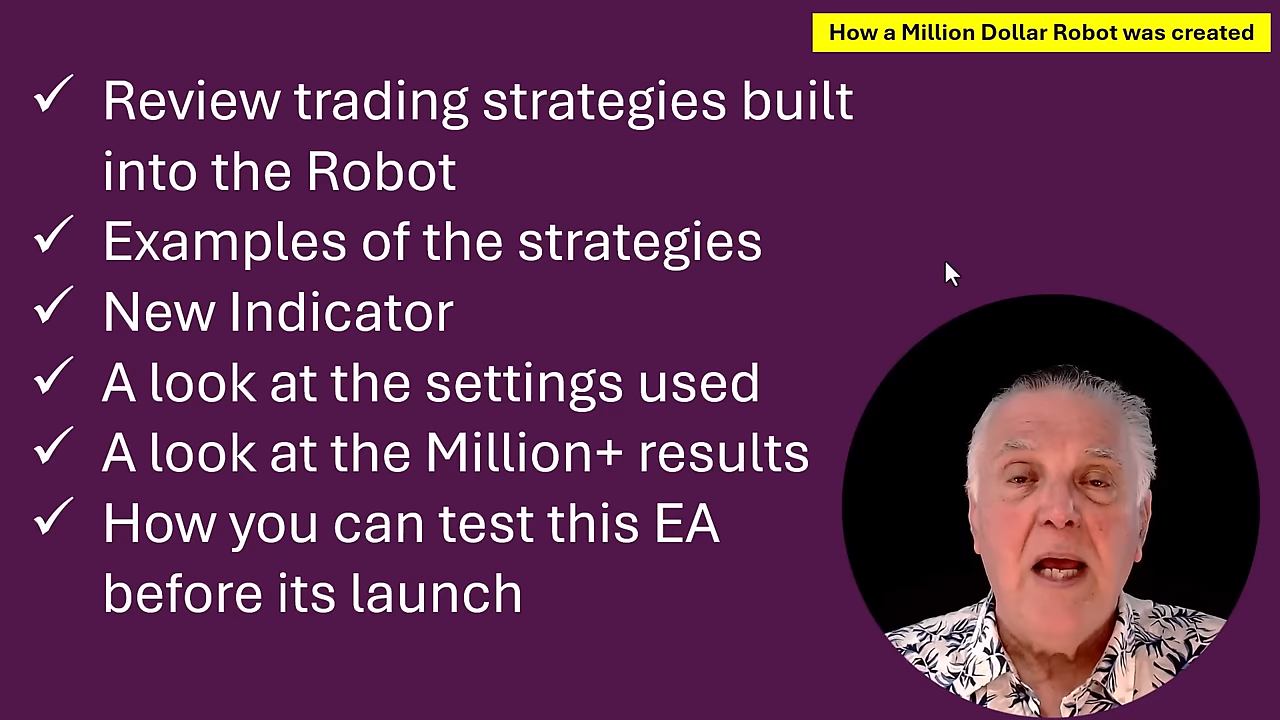 How a Million Dollar Robot was created
Review trading strategies built
into the Robot
Examples of the strategies
New Indicator
A look at the settings used
A look at the Million+ results
How you can test this EA
before its launch